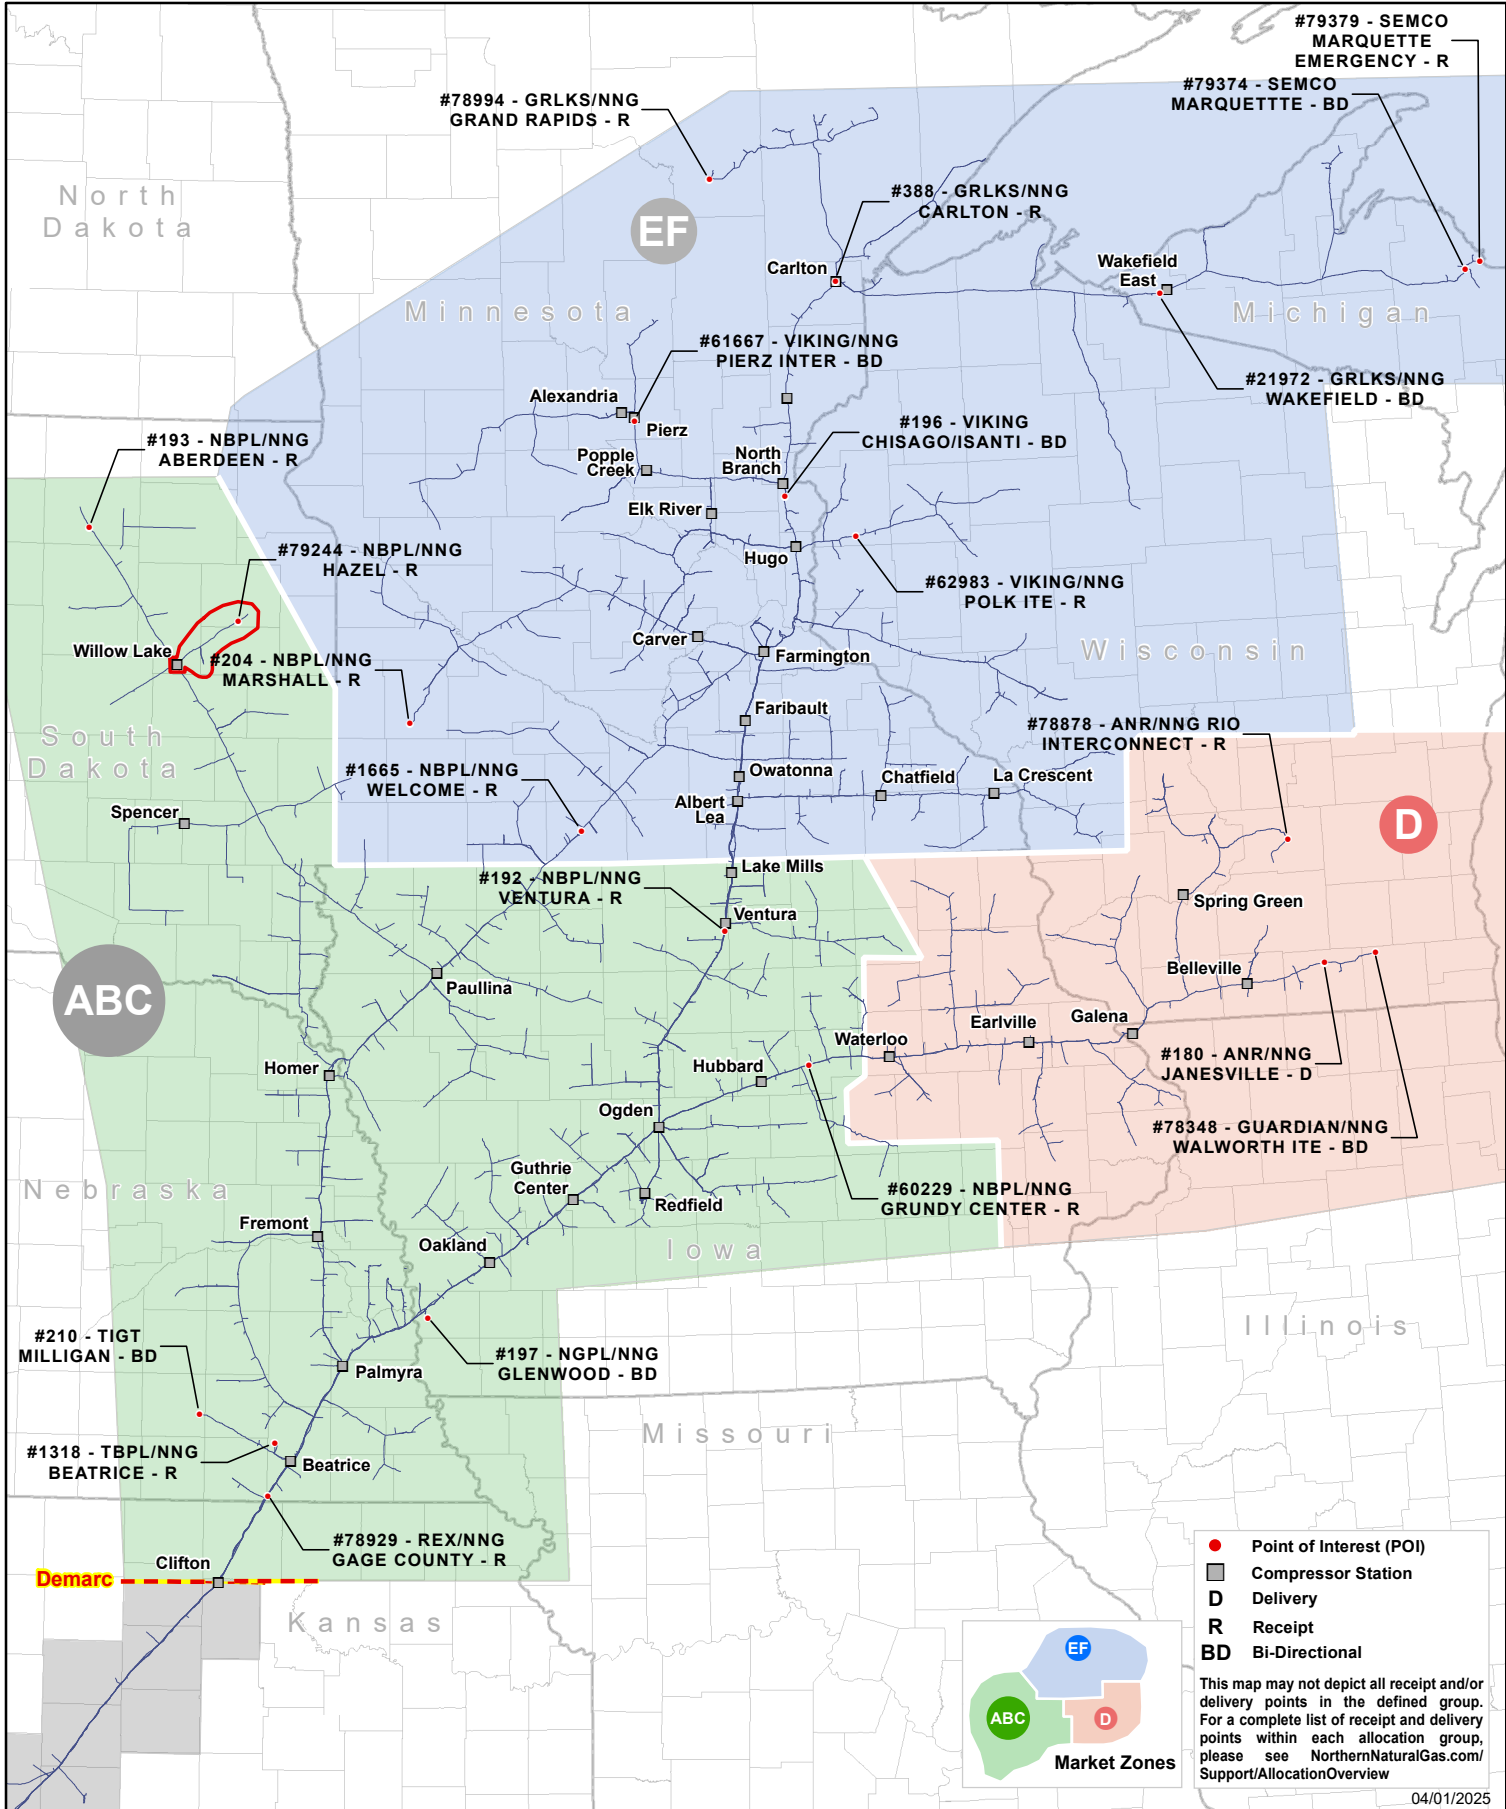 #79379 - SEMCO
MARQUETTE
EMERGENCY - R
#79374 - SEMCO
MARQUETTTE - BD
#78994 - GRLKS/NNG
GRAND RAPIDS - R
North
Dakota
#388 - GRLKS/NNG
CARLTON - R
EF
Carlton
Wakefield
East
Minnesota
Michigan
#61667 - VIKING/NNG
PIERZ INTER - BD
#21972 - GRLKS/NNG
WAKEFIELD - BD
Alexandria
Pierz
#193 - NBPL/NNG
ABERDEEN - R
#196 - VIKING
CHISAGO/ISANTI - BD
Popple
Creek
North
Branch
Elk River
#79244 - NBPL/NNG
HAZEL - R
Hugo
#62983 - VIKING/NNG
POLK ITE - R
Willow Lake
Carver
Farmington
Wisconsin
#204 - NBPL/NNG
MARSHALL - R
Faribault
#78878 - ANR/NNG RIO
INTERCONNECT - R
South
Dakota
#1665 - NBPL/NNG
WELCOME - R
Owatonna
Chatfield
La Crescent
Albert
Lea
Spencer
D
Lake Mills
#192 - NBPL/NNG
VENTURA - R
Ventura
Spring Green
Belleville
Paullina
ABC
Earlville
Galena
Waterloo
Homer
Hubbard
#180 - ANR/NNG
JANESVILLE - D
Ogden
#78348 - GUARDIAN/NNG
WALWORTH ITE - BD
Guthrie
Center
Nebraska
Redfield
#60229 - NBPL/NNG
GRUNDY CENTER - R
Fremont
Oakland
Iowa
Illinois
#210 - TIGT
MILLIGAN - BD
#197 - NGPL/NNG
GLENWOOD - BD
Palmyra
Missouri
#1318 - TBPL/NNG
BEATRICE - R
Beatrice
#78929 - REX/NNG
GAGE COUNTY - R
Clifton
Demarc
Kansas
Point of Interest (POI)
Compressor Station
D Delivery
R Receipt
BD Bi-Directional
This map may not depict all receipt and/or
delivery points in the defined group.
For a complete list of receipt and delivery
points within each allocation group,
please see NorthernNaturalGas.com/
Support/AllocationOverview
EF
ABC
D
Market Zones
04/01/2025